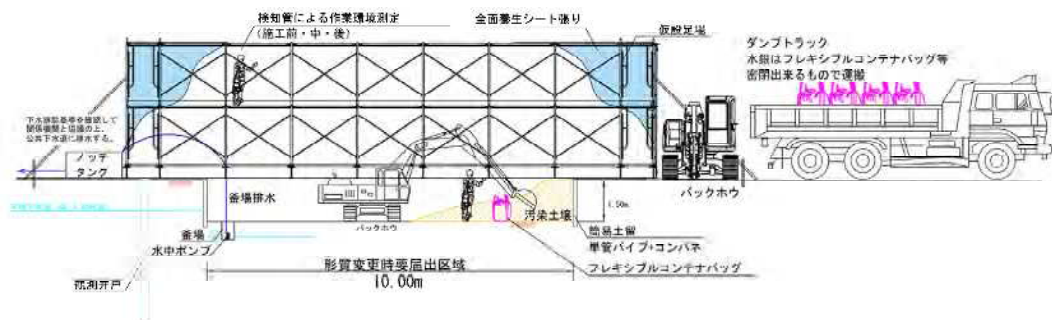 検知管による作業環境測定
(施工前・中・後)
全面養生シート張り
仮設足場
ダンプトラック
水銀はフレキシブルコンテナバッグ等
密閉出来るもので運搬
下水排除基準を確認して
関係機関と協議の上、
公共下水道に排水する。
ノッチ
タンク
釜場排水
バックホウ
汚染土壌
1.50m
バックホウ
釜場
水中ポンプ
簡易土留
単管パイプ+コンパネ
フレキシブルコンテナバッグ
形質変更時要届出区域
10.00m
観測井戸